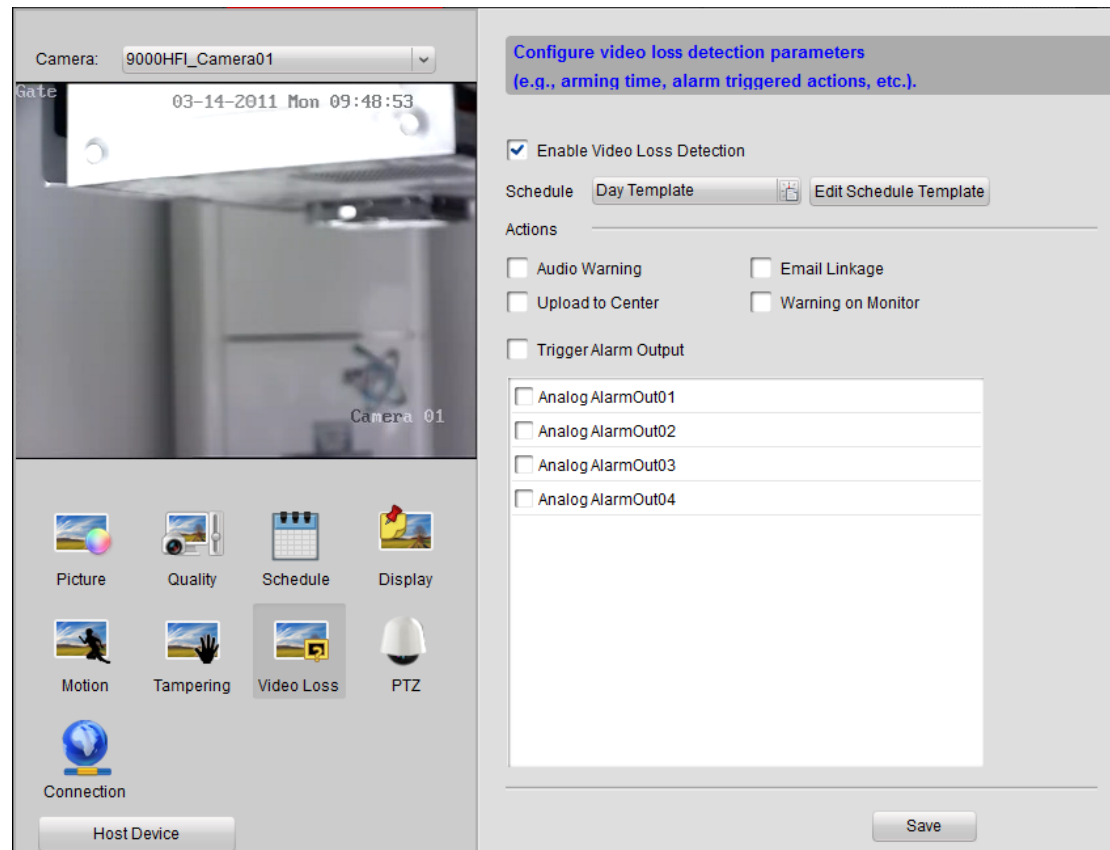 Camera: 9000HFI_Camera01
Gate
03-14-2011 Mon 09:48:53
Camera 01
Picture Quality Schedule Display
Motion Tampering Video Loss PTZ
Connection
Host Device
Configure video loss detection parameters
(e.g., arming time, alarm triggered actions, etc.).
Enable Video Loss Detection
Schedule Day Template Edit Schedule Template
Actions
Audio Warning Email Linkage
Upload to Center Warning on Monitor
Trigger Alarm Output
Analog AlarmOut01
Analog AlarmOut02
Analog AlarmOut03
Analog AlarmOut04
Save